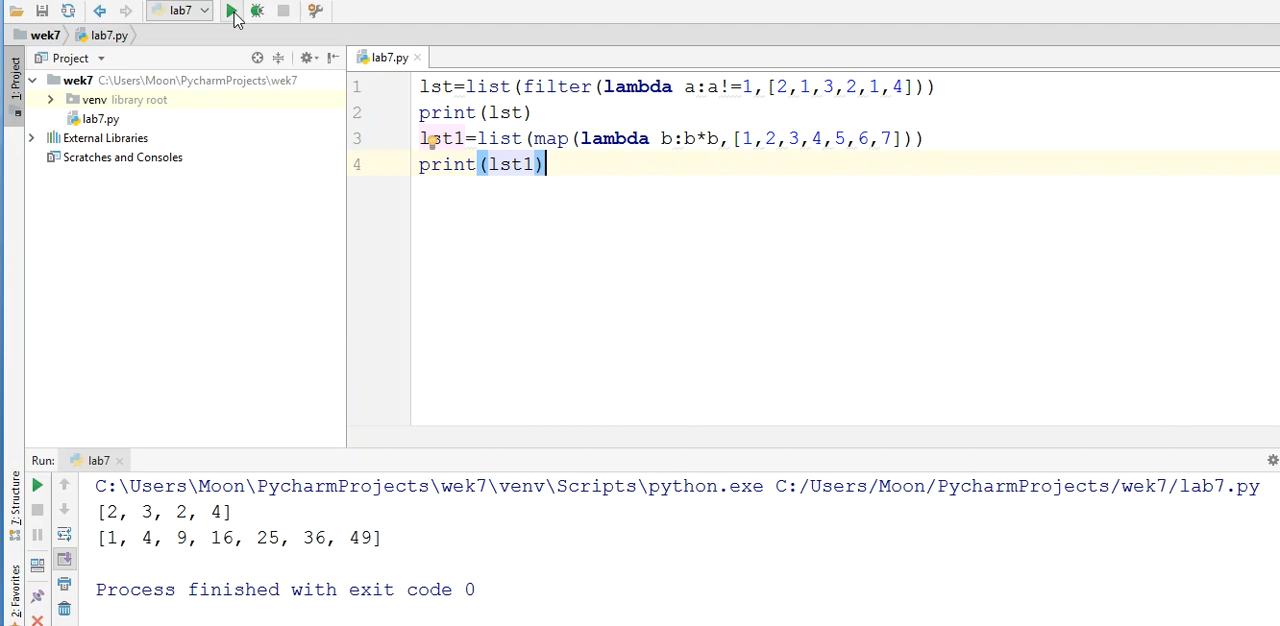 lab7
wek7 lab7.py
1: Project
Project
lab7.py
wek7 C:\Users\Moon\PycharmProjects\wek7
venv library root
lab7.py
External Libraries
Scratches and Consoles
1 lst=list(filter(lambda a:a!=1,[2,1,3,2,1,4]))
2 print(lst)
3 lst1=list(map(lambda b:b*b,[1,2,3,4,5,6,7]))
4 print(lst1)
Run: lab7
7: Structure
2: Favorites
C:\Users\Moon\PycharmProjects\wek7\venv\Scripts\python.exe C:/Users/Moon/PycharmProjects/wek7/lab7.py
[2, 3, 2, 4]
[1, 4, 9, 16, 25, 36, 49]
Process finished with exit code 0